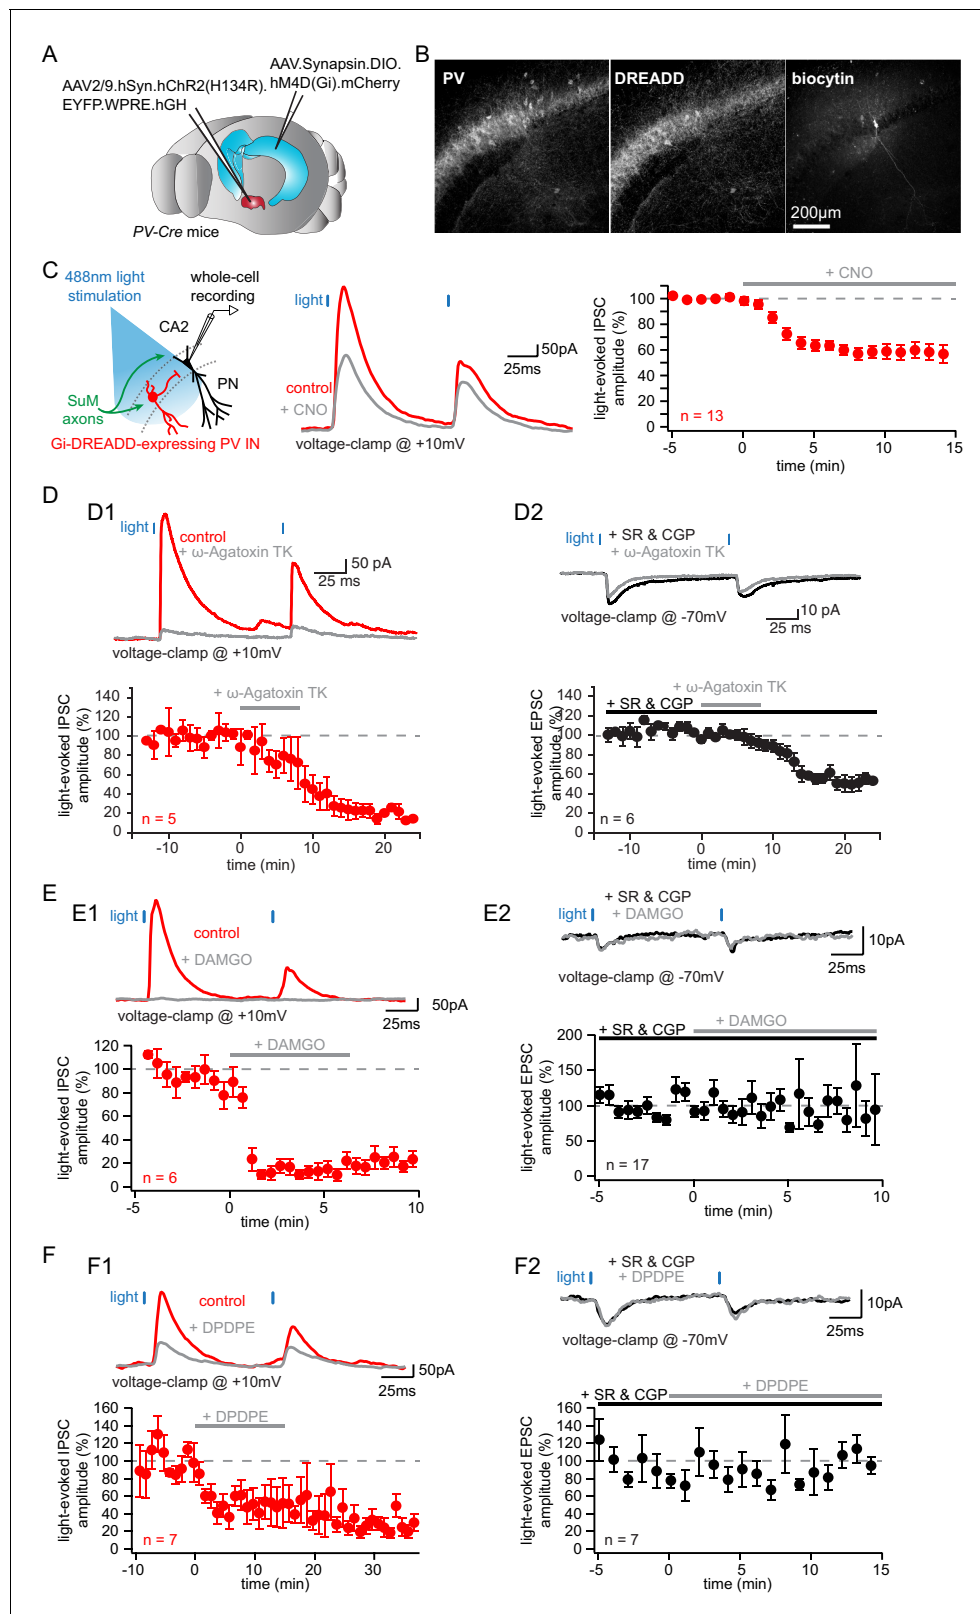 A
AAV2/9.hSyn.hChR2(H134R).
EYFP.WPRE.hGH
AAV.Synapsin.DIO.
hM4D(Gi).mCherry
PV-Cre mice
B
PV
DREADD
biocytin
200µm
C
488nm light
stimulation
whole-cell
recording
CA2
PN
SuM
axons
Gi-DREADD-expressing PV IN
light
control
+ CNO
50pA
25ms
voltage-clamp @ +10mV
+ CNO
light-evoked IPSC
amplitude (%)
100
80
60
40
20
0
n = 13
-5
0
5
10
15
time (min)
D
D1
light
control
+ ω-Agatoxin TK
50 pA
25 ms
voltage-clamp @ +10mV
+ ω-Agatoxin TK
light-evoked IPSC
amplitude (%)
140
120
100
80
60
40
20
0
n = 5
-10
0
10
20
time (min)
D2
light
+ SR & CGP
+ ω-Agatoxin TK
10 pA
25 ms
voltage-clamp @ -70mV
+ ω-Agatoxin TK
+ SR & CGP
light-evoked EPSC
amplitude (%)
140
120
100
80
60
40
20
0
n = 6
-10
0
10
20
time (min)
E
E1
light
control
+ DAMGO
50pA
25ms
voltage-clamp @ +10mV
+ DAMGO
light-evoked IPSC
amplitude (%)
120
100
80
60
40
20
0
n = 6
-5
0
5
10
time (min)
E2
+ SR & CGP
light
+ DAMGO
10pA
25ms
voltage-clamp @ -70mV
+ DAMGO
+ SR & CGP
light-evoked EPSC
amplitude (%)
200
150
100
50
0
n = 17
-5
0
5
10
time (min)
F
F1
light
control
+ DPDPE
50pA
25ms
voltage-clamp @ +10mV
+ DPDPE
light-evoked IPSC
amplitude (%)
160
140
120
100
80
60
40
20
0
n = 7
-10
0
10
20
30
time (min)
F2
+ SR & CGP
light
+ DPDPE
10pA
25ms
voltage-clamp @ -70mV
+ DPDPE
+ SR & CGP
light-evoked EPSC
amplitude (%)
160
140
120
100
80
60
40
20
0
n = 7
-5
0
5
10
15
time (min)